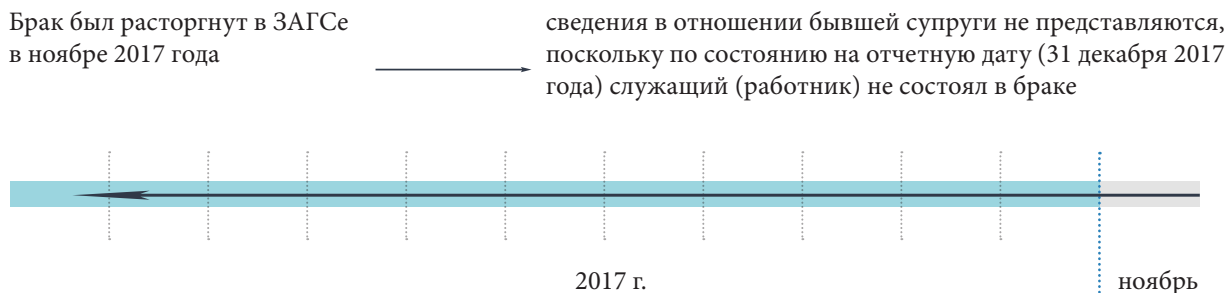 Брак был расторгнут в ЗАГСе
в ноябре 2017 года
сведения в отношении бывшей супруги не представляются,
поскольку по состоянию на отчетную дату (31 декабря 2017
года) служащий (работник) не состоял в браке
2017 г.
ноябрь